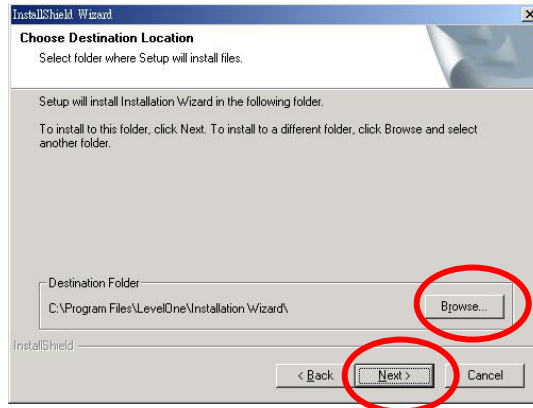 InstallShield Wizard
Choose Destination Location
Select folder where Setup will install files.
Setup will install Installation Wizard in the following folder.
To install to this folder, click Next. To install to a different folder, click Browse and select
another folder.
Destination Folder
C:\Program Files\LevelOne\Installation Wizard\
Browse...
InstallShield
< Back Next > Cancel